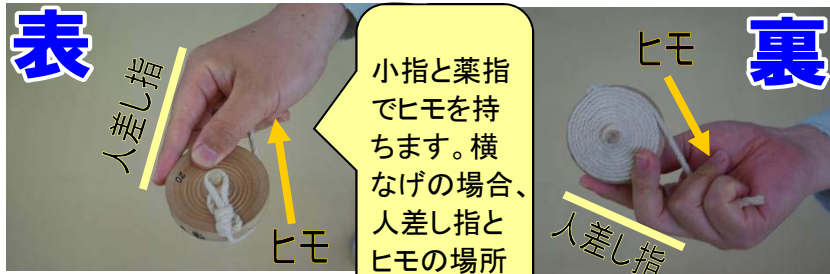 表
人差し指
ヒモ
小指と薬指
でヒモを持
ちます。横
なげの場合、
人差し指と
ヒモの場所
ヒモ
裏
人差し指
20